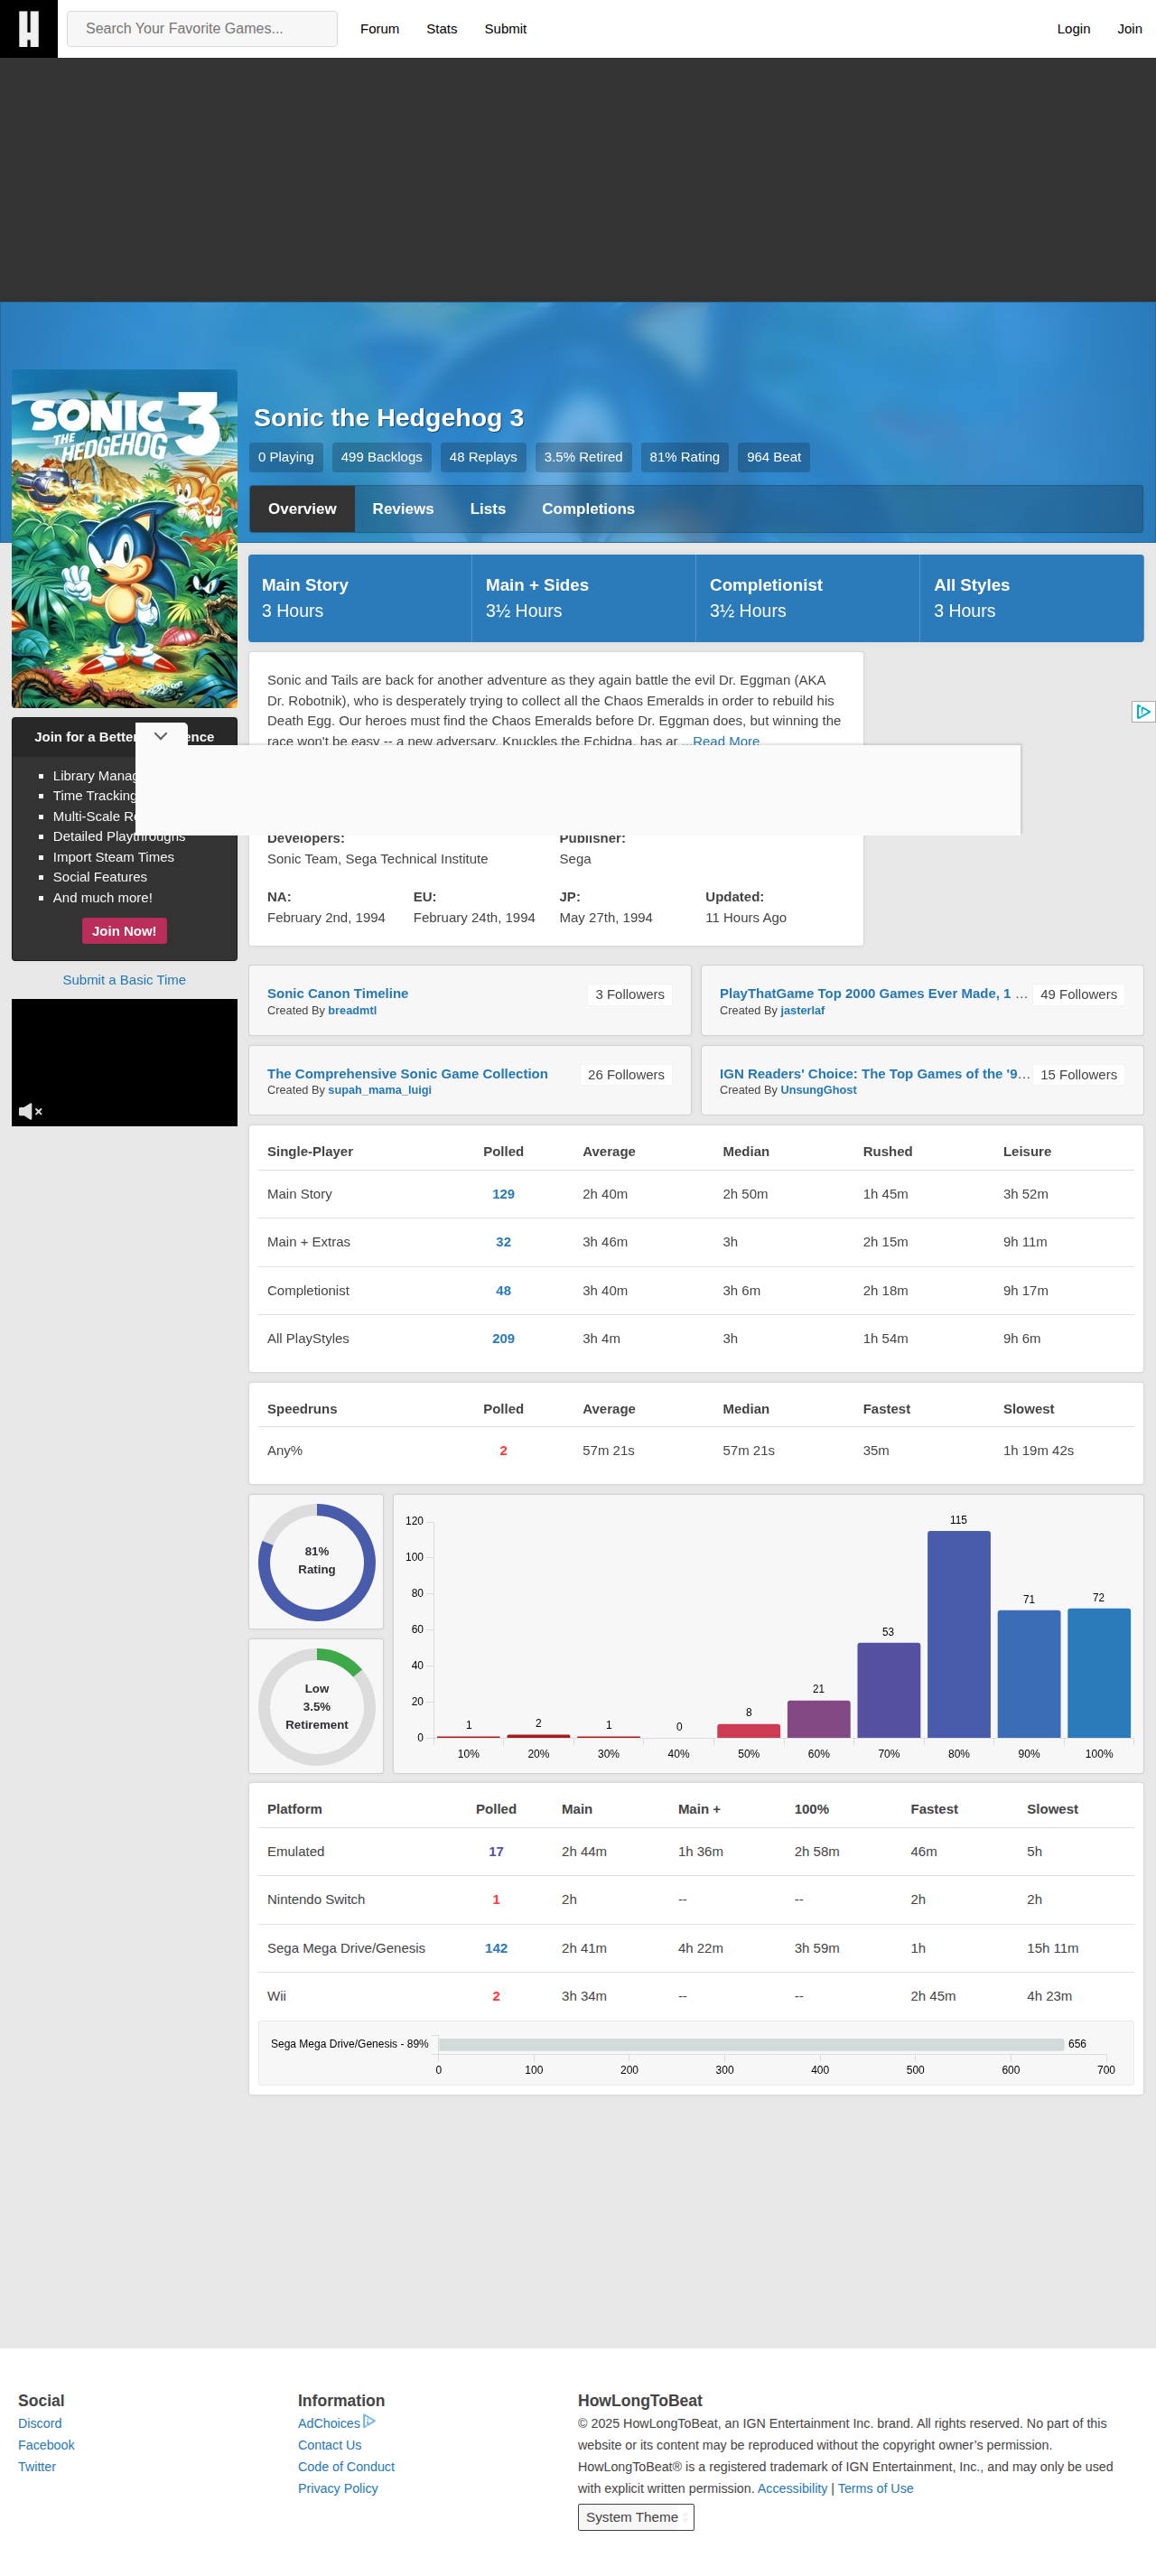 H
Search Your Favorite Games...
Forum
Stats
Submit
Login
Join
SONIC THE HEDGEHOG 3
Sonic the Hedgehog 3
0 Playing
499 Backlogs
48 Replays
3.5% Retired
81% Rating
964 Beat
Overview
Reviews
Lists
Completions
Main Story
3 Hours
Main + Sides
3½ Hours
Completionist
3½ Hours
All Styles
3 Hours
Sonic and Tails are back for another adventure as they again battle the evil Dr. Eggman (AKA
Dr. Robotnik), who is desperately trying to collect all the Chaos Emeralds in order to rebuild his
Death Egg. Our heroes must find the Chaos Emeralds before Dr. Eggman does, but winning the
race won't be easy -- a new adversary, Knuckles the Echidna, has ar ...Read More
Developers:
Sonic Team, Sega Technical Institute
Publisher:
Sega
NA:
February 2nd, 1994
EU:
February 24th, 1994
JP:
May 27th, 1994
Updated:
11 Hours Ago
Join for a Better
ence
Library Manag
Time Tracking
Multi-Scale
Detailed Playthroughs
Import Steam Times
Social Features
And much more!
Join Now!
Submit a Basic Time
Sonic Canon Timeline
Created By breadmtl
3 Followers
PlayThatGame Top 2000 Games Ever Made, 1 ...
Created By jasterlaf
49 Followers
The Comprehensive Sonic Game Collection
Created By supah_mama_luigi
26 Followers
IGN Readers' Choice: The Top Games of the '9...
Created By UnsungGhost
15 Followers
Single-Player Polled Average Median Rushed Leisure
Main Story 129 2h 40m 2h 50m 1h 45m 3h 52m
Main + Extras 32 3h 46m 3h 2h 15m 9h 11m
Completionist 48 3h 40m 3h 6m 2h 18m 9h 17m
All PlayStyles 209 3h 4m 3h 1h 54m 9h 6m
Speedruns Polled Average Median Fastest Slowest
Any% 2 57m 21s 57m 21s 35m 1h 19m 42s
81%
Rating
Low
3.5%
Retirement
120
100
80
60
40
20
0
1 2 1 0 8 21 53 115 71 72
10% 20% 30% 40% 50% 60% 70% 80% 90% 100%
Platform Polled Main Main + 100% Fastest Slowest
Emulated 17 2h 44m 1h 36m 2h 58m 46m 5h
Nintendo Switch 1 2h -- -- 2h 2h
Sega Mega Drive/Genesis 142 2h 41m 4h 22m 3h 59m 1h 15h 11m
Wii 2 3h 34m -- -- 2h 45m 4h 23m
Sega Mega Drive/Genesis - 89% 656
0 100 200 300 400 500 600 700
Social
Discord
Facebook
Twitter
Information
AdChoices
Contact Us
Code of Conduct
Privacy Policy
HowLongToBeat
© 2025 HowLongToBeat, an IGN Entertainment Inc. brand. All rights reserved. No part of this
website or its content may be reproduced without the copyright owner’s permission.
HowLongToBeat® is a registered trademark of IGN Entertainment, Inc., and may only be used
with explicit written permission. Accessibility | Terms of Use
System Theme